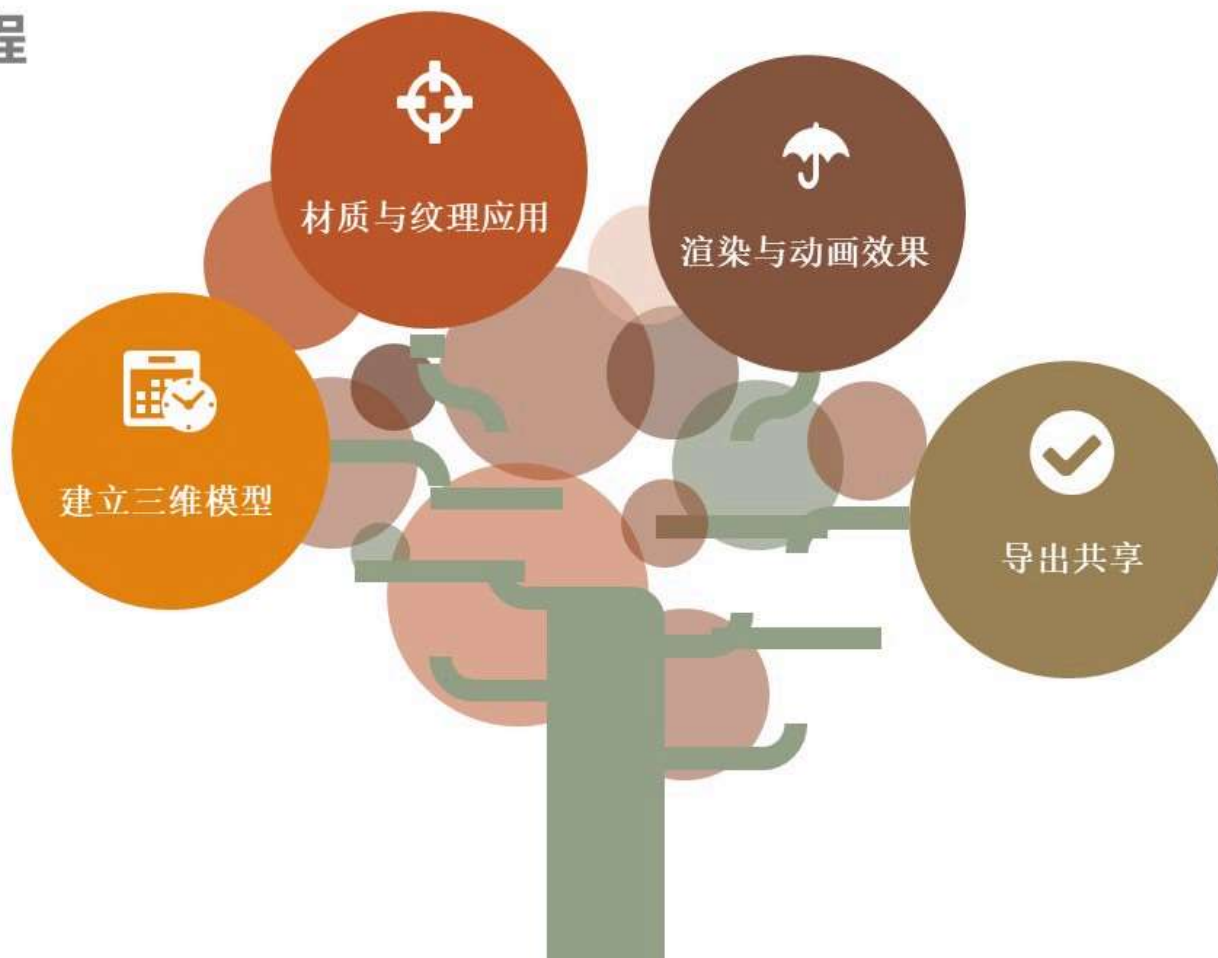 程
材质与纹理应用
渲染与动画效果
建立三维模型
导出共享